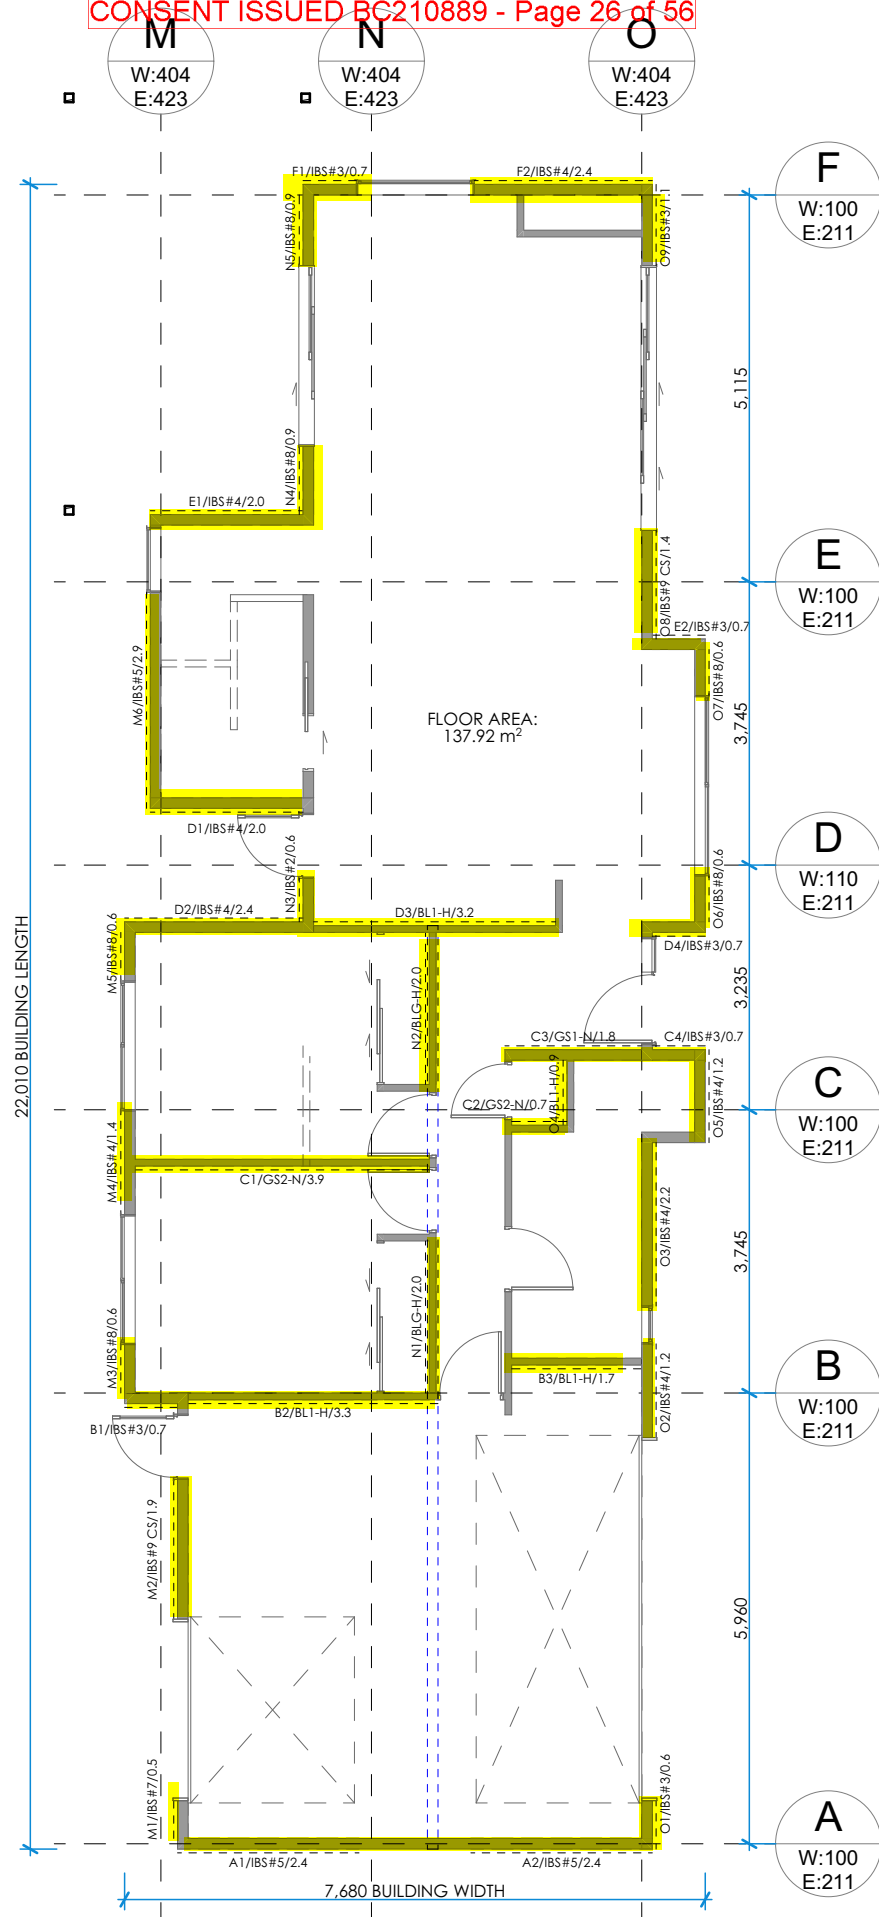 CONSENT ISSUED BC210889 - Page 26 of 56
M
W:404
E:423
N
W:404
E:423
O
W:404
E:423
F
W:100
E:211
F1/IBS#3/0.7
F2/IBS#4/2.4
N5/IBS#8/0.9
O9/IBS#3/1.1
5,115
N4/IBS#8/0.9
E1/IBS#4/2.0
O8/IBS#9 CS/1.4
E
W:100
E:211
E2/IBS#3/0.7
M6/IBS#5/2.9
O7/IBS#8/0.6
FLOOR AREA:
137.92 m²
3,745
D1/IBS#4/2.0
D
W:110
E:211
N3/IBS#2/0.6
O6/IBS#8/0.6
D2/IBS#4/2.4
D3/BL1-H/3.2
M5/IBS#8/0.6
D4/IBS#3/0.7
22,010 BUILDING LENGTH
N2/BLG-H/2.0
3,235
C3/GS1-N/1.8
C4/IBS#3/0.7
C
W:100
E:211
C2/GS2-N/0.7
O4/BL1-H/0.9
O5/IBS#4/1.2
M4/IBS#4/1.4
C1/GS2-N/3.9
O3/IBS#4/2.2
3,745
N1/BLG-H/2.0
M3/IBS#8/0.6
B
W:100
E:211
B3/BL1-H/1.7
O2/IBS#4/1.2
B2/BL1-H/3.3
B1/IBS#3/0.7
M2/IBS#9 CS/1.9
5,960
M1/IBS#7/0.5
O1/IBS#3/0.6
A
W:100
E:211
A1/IBS#5/2.4
A2/IBS#5/2.4
7,680 BUILDING WIDTH